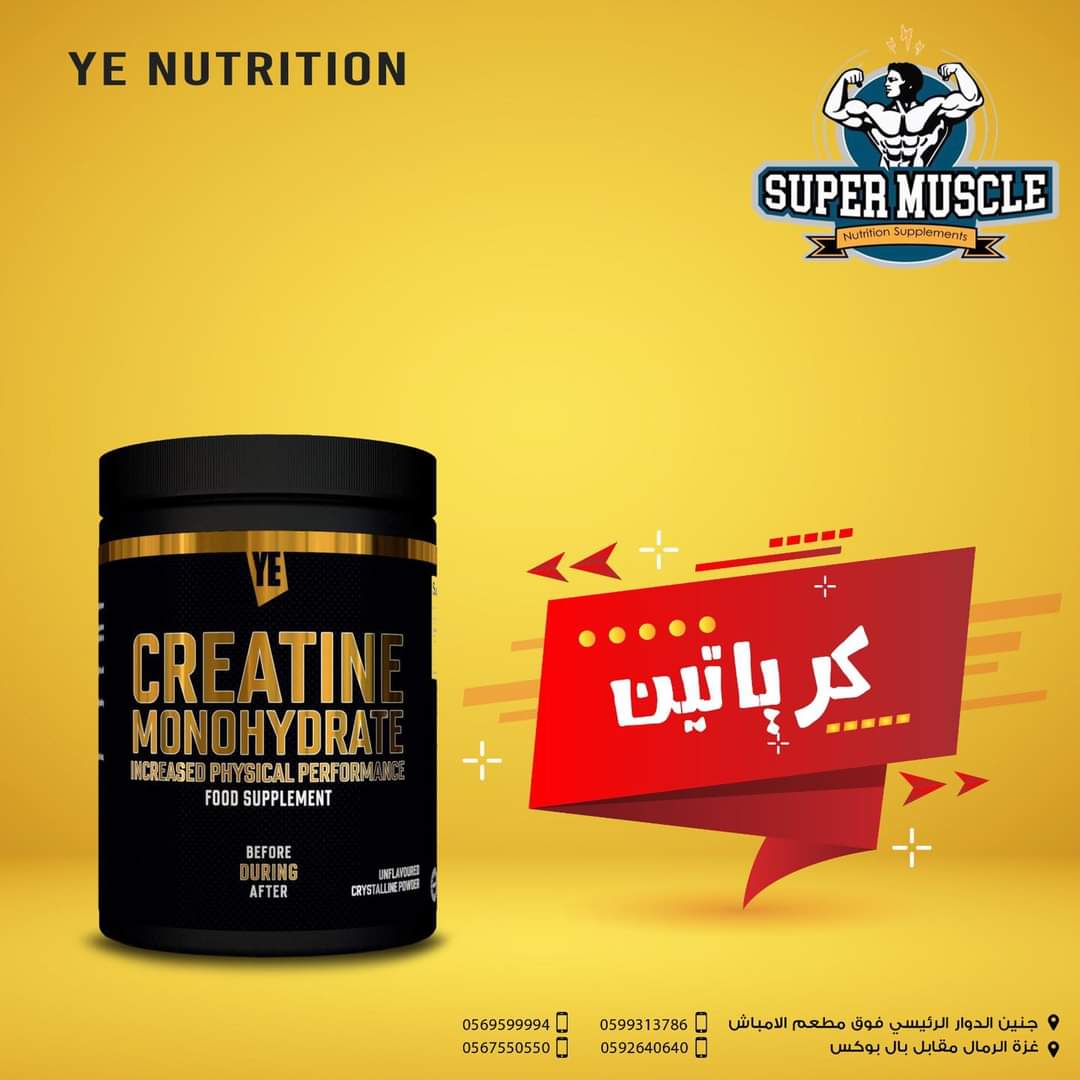 YE NUTRITION
SUPER MUSCLE
Nutrition Supplements
YE
CREATINE
MONOHYDRATE
INCREASED PHYSICAL PERFORMANCE
FOOD SUPPLEMENT
BEFORE
DURING
AFTER
UNFLAVOURED
CRYSTALLINE POWDER
كرياتين
جنين الدوار الرئيسي فوق مطعم الامباش 0599313786 0569599994
غزة الرمال مقابل بال بوكس 0592640640 0567550550